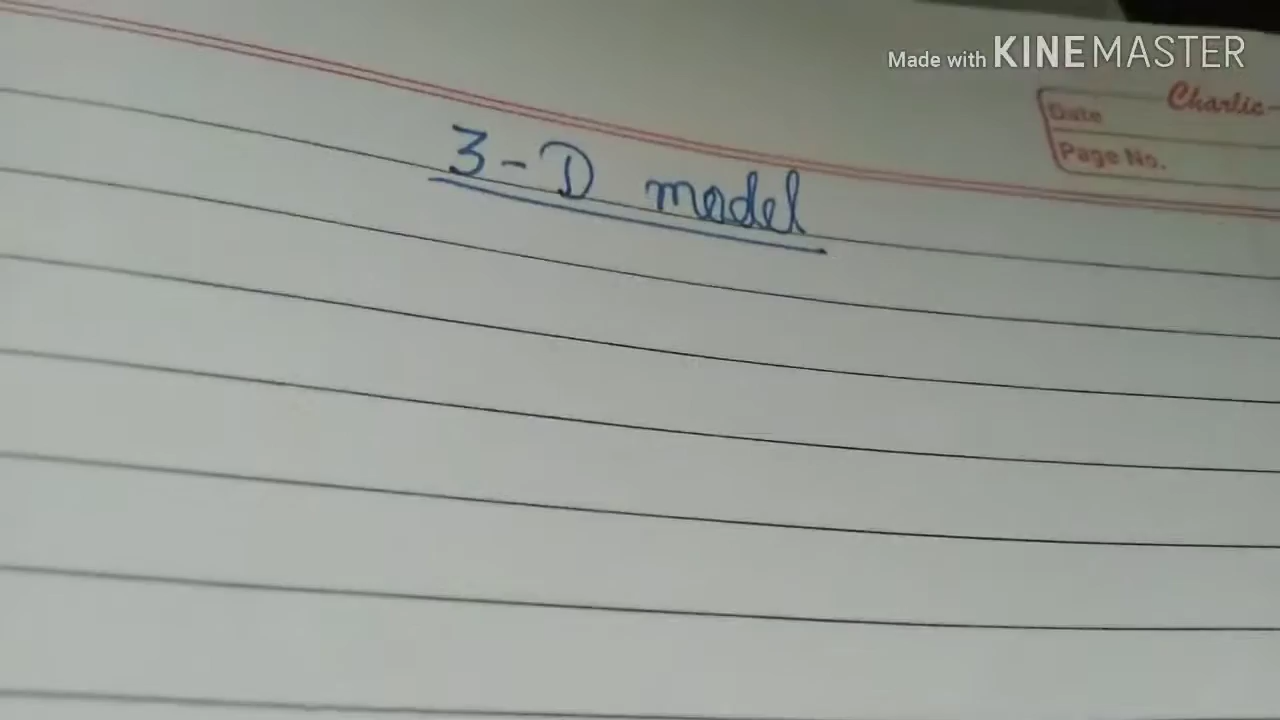 Made with KINEMASTER
Charlie-
Date
Page No.
3-D model